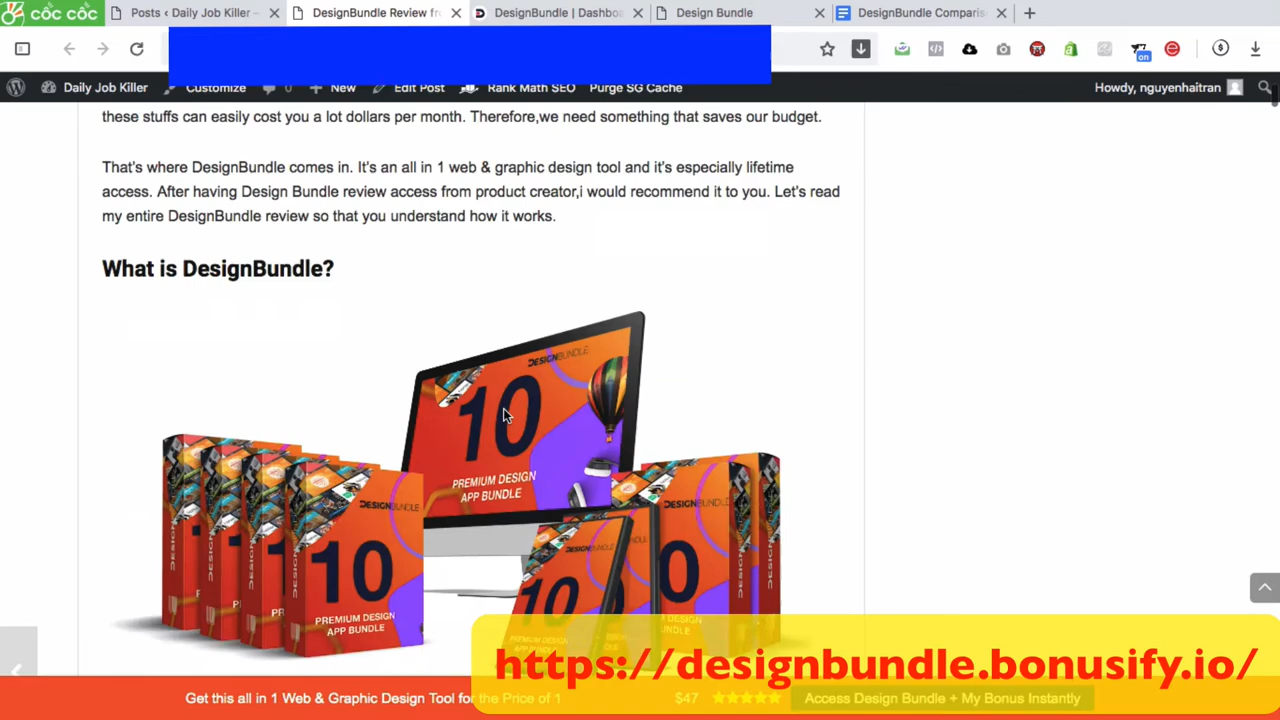 cốc cốc
Posts ‹ Daily Job Killer –
DesignBundle Review fr
DesignBundle | Dashbo
Design Bundle
DesignBundle Comparis
on
Daily Job Killer
Customize
0
New
Edit Post
Rank Math SEO
Purge SG Cache
Howdy, nguyenhaitran
these stuffs can easily cost you a lot dollars per month. Therefore,we need something that saves our budget.
That's where DesignBundle comes in. It's an all in 1 web & graphic design tool and it's especially lifetime
access. After having Design Bundle review access from product creator,i would recommend it to you. Let's read
my entire DesignBundle review so that you understand how it works.
What is DesignBundle?
DESIGNBUNDLE
10
PREMIUM DESIGN
APP BUNDLE
DESIGNBUNDLE
10
PREMIUM DESIGN
APP BUNDLE
DESIGNBUNDLE
10
DESIGNBUNDLE
https://designbundle.bonusify.io/
Get this all in 1 Web & Graphic Design Tool for the Price of 1
$47
Access Design Bundle + My Bonus Instantly